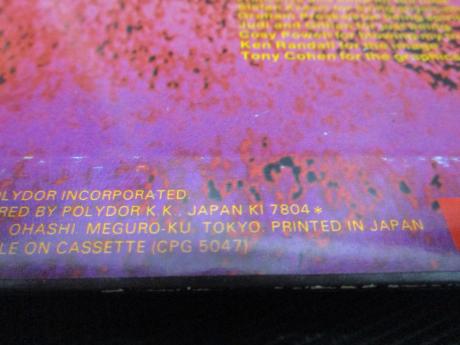 Cozy Powell for
Ken Randall for the image
Tony Cohen for the graphics
OLYDOR INCORPORATED
RED BY POLYDOR K.K., JAPAN KI 7804*
OHASHI. MEGURO-KU. TOKYO. PRINTED IN JAPAN
LE ON CASSETTE (CPG 5047)